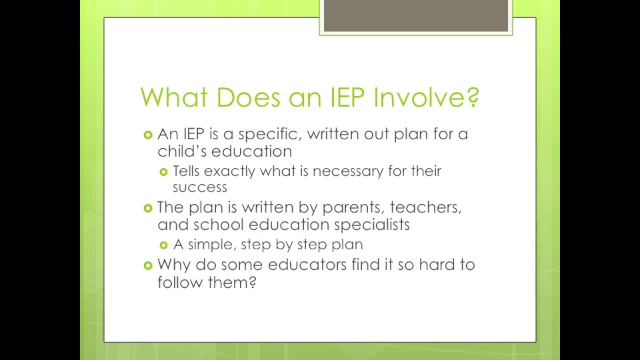 What Does an IEP Involve?
An IEP is a specific, written out plan for a
child's education
Tells exactly what is necessary for their
success
The plan is written by parents, teachers,
and school education specialists
A simple, step by step plan
Why do some educators find it so hard to
follow them?